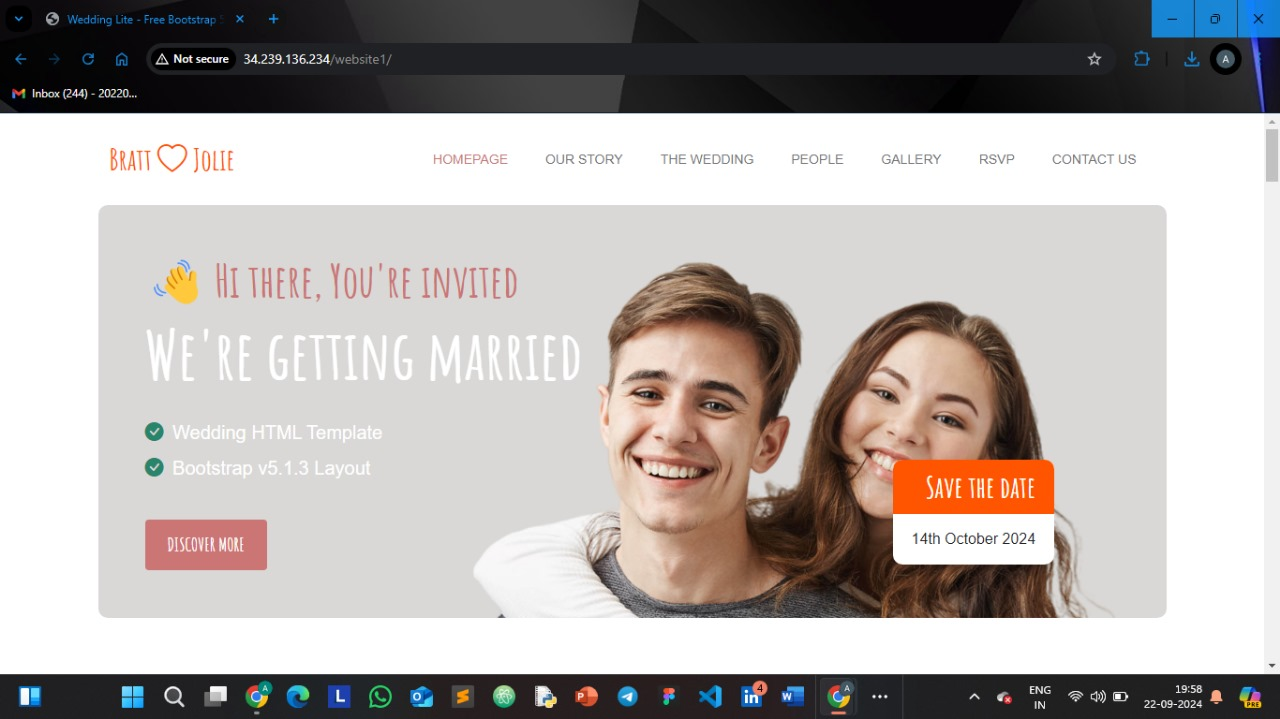 Wedding Lite - Free Bootstrap
Not secure
34.239.136.234/website1/
A
Inbox (244) - 20220...
Bratt Jolie
HOMEPAGE
OUR STORY
THE WEDDING
PEOPLE
GALLERY
RSVP
CONTACT US
Hi there, You're invited
We're getting married
Wedding HTML Template
Bootstrap v5.1.3 Layout
Discover More
Save the date
14th October 2024
ENG
IN
19:58
22-09-2024